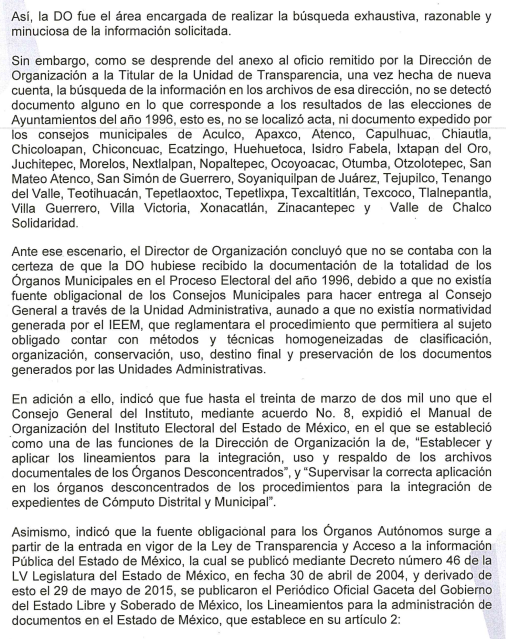 Así, la DO fue el área encargada de realizar la búsqueda exhaustiva, razonable y
minuciosa de la información solicitada.
Sin embargo, como se desprende del anexo al oficio remitido por la Dirección de
Organización a la Titular de la Unidad de Transparencia, una vez hecha de nueva
cuenta, la búsqueda de la información en los archivos de esa dirección, no se detectó
documento alguno en lo que corresponde a los resultados de las elecciones de
Ayuntamientos del año 1996, esto es, no se localizó acta, ni documento expedido por
los consejos municipales de Aculco, Apaxco, Atenco, Capulhuac, Chiautla,
Chicoloapan, Chiconcuac, Ecatzingo, Huehuetoca, Isidro Fabela, Ixtapan del Oro,
Juchitepec, Morelos, Nextlalpan, Nopaltepec, Ocoyoacac, Otumba, Otzolotepec, San
Mateo Atenco, San Simón de Guerrero, Soyaniquilpan de Juárez, Tejupilco, Tenango
del Valle, Teotihuacán, Tepetlaoxtoc, Tepetlixpa, Texcaltitlán, Texcoco, Tlalnepantla,
Villa Guerrero, Villa Victoria, Xonacatlán, Zinacantepec y Valle de Chalco
Solidaridad.
Ante ese escenario, el Director de Organización concluyó que no se contaba con la
certeza de que la DO hubiese recibido la documentación de la totalidad de los
Órganos Municipales en el Proceso Electoral del año 1996, debido a que no existía
fuente obligacional de los Consejos Municipales para hacer entrega al Consejo
General a través de la Unidad Administrativa, aunado a que no existía normatividad
generada por el IEEM, que reglamentara el procedimiento que permitiera al sujeto
obligado contar con métodos y técnicas homogeneizadas de clasificación,
organización, conservación, uso, destino final y preservación de los documentos
generados por las Unidades Administrativas.
En adición a ello, indicó que fue hasta el treinta de marzo de dos mil uno que el
Consejo General del Instituto, mediante acuerdo No. 8, expidió el Manual de
Organización del Instituto Electoral del Estado de México, en el que se estableció
como una de las funciones de la Dirección de Organización la de, “Establecer y
aplicar los lineamientos para la integración, uso y respaldo de los archivos
documentales de los Órganos Desconcentrados”, y “Supervisar la correcta aplicación
en los órganos desconcentrados de los procedimientos para la integración de
expedientes de Cómputo Distrital y Municipal”.
Asimismo, indicó que la fuente obligacional para los Órganos Autónomos surge a
partir de la entrada en vigor de la Ley de Transparencia y Acceso a la información
Pública del Estado de México, la cual se publicó mediante Decreto número 46 de la
LV Legislatura del Estado de México, en fecha 30 de abril de 2004, y derivado de
esto el 29 de mayo de 2015, se publicaron el Periódico Oficial Gaceta del Gobierno
del Estado Libre y Soberado de México, los Lineamientos para la administración de
documentos en el Estado de México, que establece en su artículo 2: